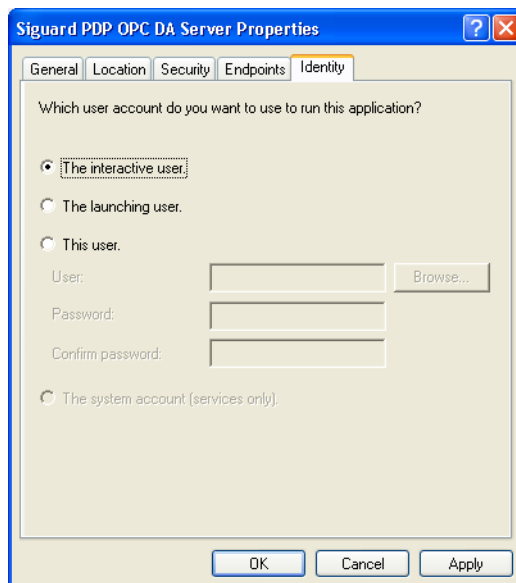 Siguard PDP OPC DA Server Properties
General Location Security Endpoints Identity
Which user account do you want to use to run this application?
The interactive user.
The launching user.
This user.
User: Browse...
Password:
Confirm password:
The system account (services only).
OK Cancel Apply